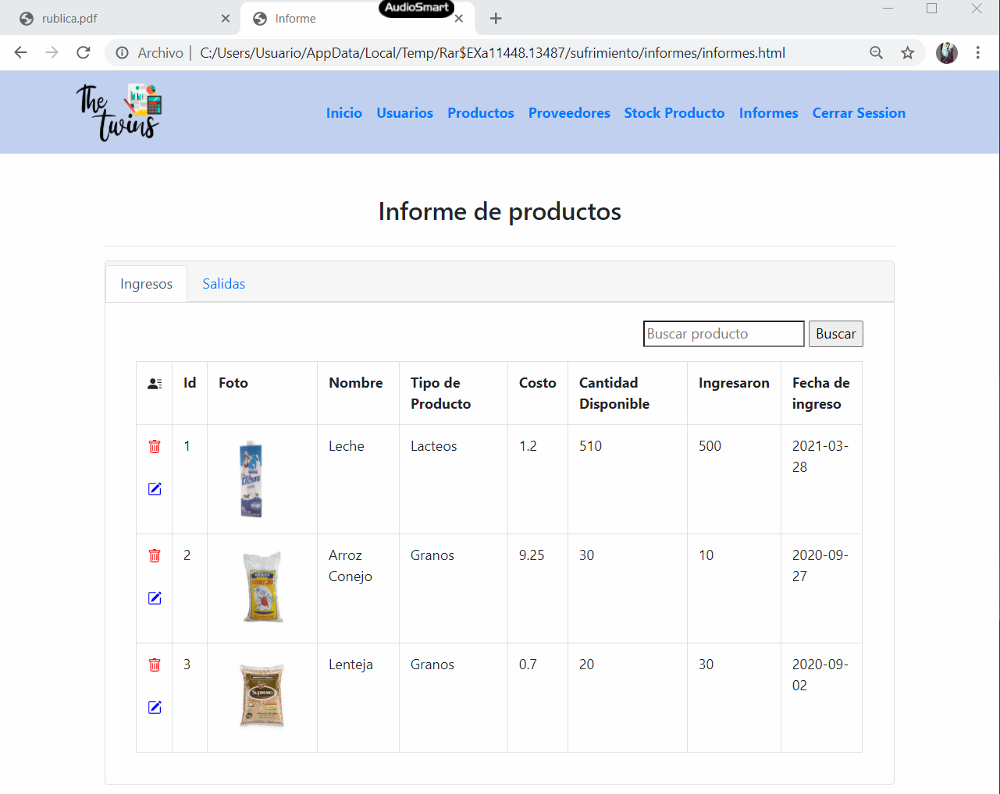 AudioSmart
rublica.pdf
Informe
Archivo | C:/Users/Usuario/AppData/Local/Temp/Rar$EXa11448.13487/sufrimiento/informes/informes.html
The
twins
Inicio Usuarios Productos Proveedores Stock Producto Informes Cerrar Session
Informe de productos
Ingresos Salidas
Buscar producto Buscar
Id Foto Nombre Tipo de Costo Cantidad Ingresaron Fecha de
Producto Disponible ingreso
1 Leche Lacteos 1.2 510 500 2021-03-
28
Lechera
2 Arroz Granos 9.25 30 10 2020-09-
Conejo 27
ARROZ
CONEJO
3 Lenteja Granos 0.7 20 30 2020-09-
02
SUPREMO